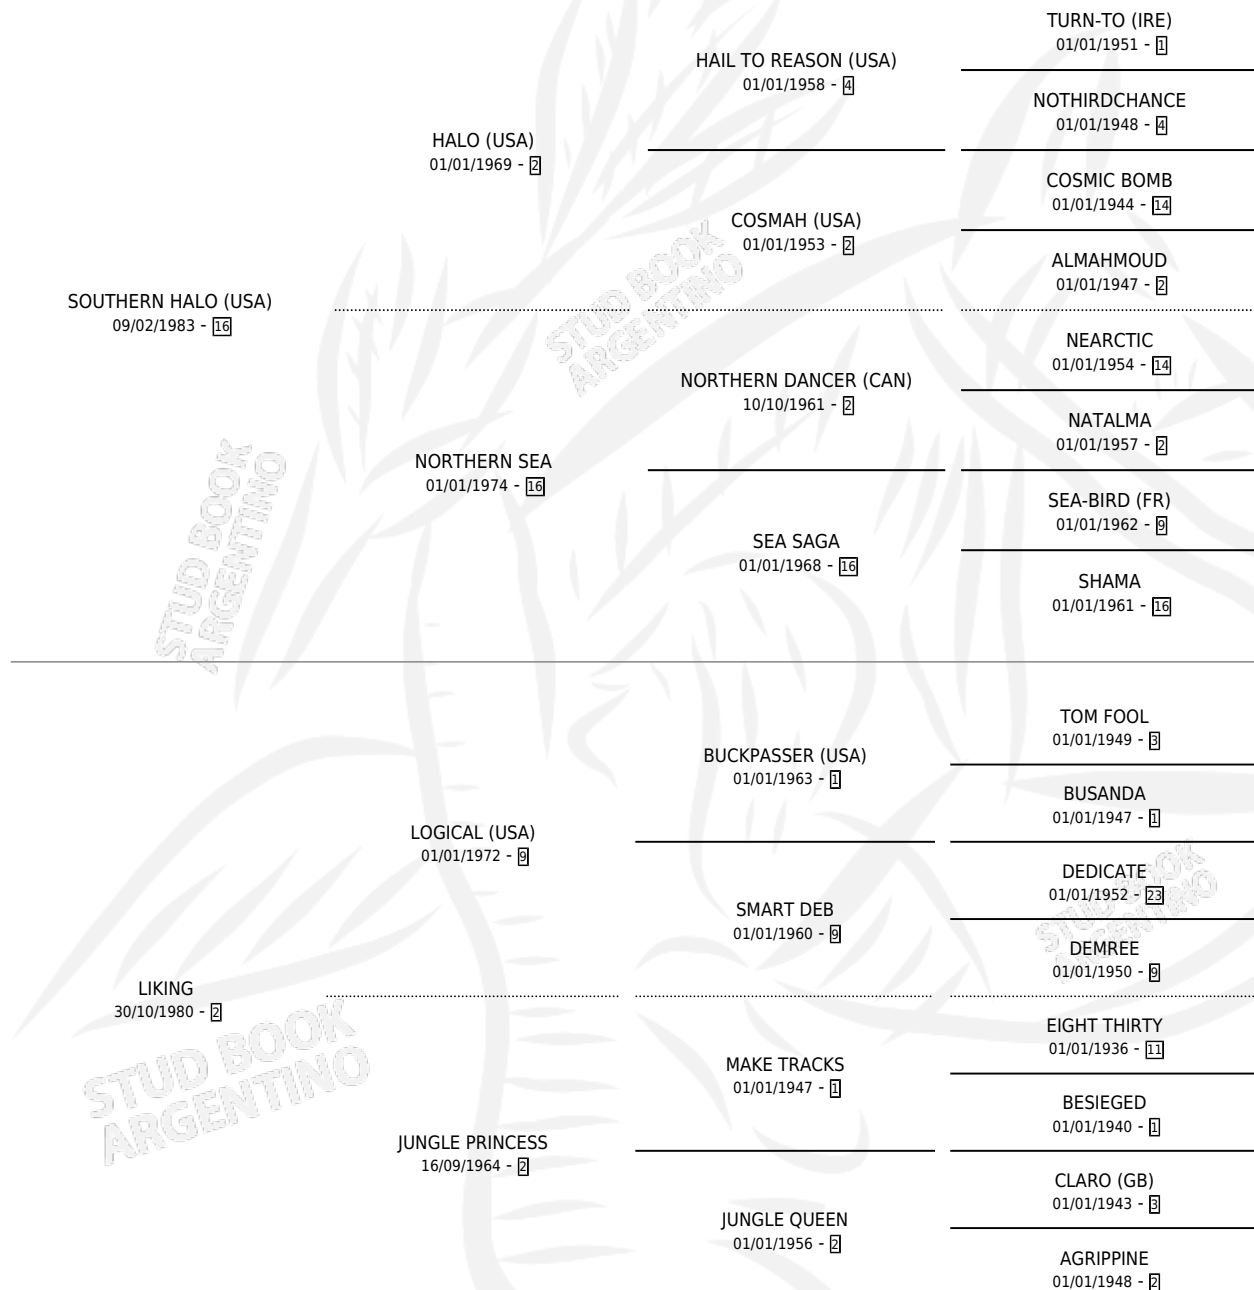 TURN-TO (IRE)
01/01/1951 - 1
HAIL TO REASON (USA)
01/01/1958 - 4
NOTHIRDCHANCE
01/01/1948 - 4
HALO (USA)
01/01/1969 - 2
COSMIC BOMB
01/01/1944 - 14
COSMAH (USA)
01/01/1953 - 2
ALMAHMOUD
01/01/1947 - 2
SOUTHERN HALO (USA)
09/02/1983 - 16
NEARCTIC
01/01/1954 - 14
NORTHERN DANCER (CAN)
10/10/1961 - 2
NATALMA
01/01/1957 - 2
NORTHERN SEA
01/01/1974 - 16
SEA-BIRD (FR)
01/01/1962 - 9
SEA SAGA
01/01/1968 - 16
SHAMA
01/01/1961 - 16
TOM FOOL
01/01/1949 - 3
BUCKPASSER (USA)
01/01/1963 - 1
BUSANDA
01/01/1947 - 1
LOGICAL (USA)
01/01/1972 - 9
DEDICATE
01/01/1952 - 23
SMART DEB
01/01/1960 - 9
DEMREE
01/01/1950 - 9
LIKING
30/10/1980 - 2
EIGHT THIRTY
01/01/1936 - 11
MAKE TRACKS
01/01/1947 - 1
BESIEGED
01/01/1940 - 1
JUNGLE PRINCESS
16/09/1964 - 2
CLARO (GB)
01/01/1943 - 3
JUNGLE QUEEN
01/01/1956 - 2
AGRIPPINE
01/01/1948 - 2
STUD BOOK
ARGENTINO
STUD BOOK
ARGENTINO
STUD BOOK
ARGENTINO
STUD BOOK
ARGENTINO